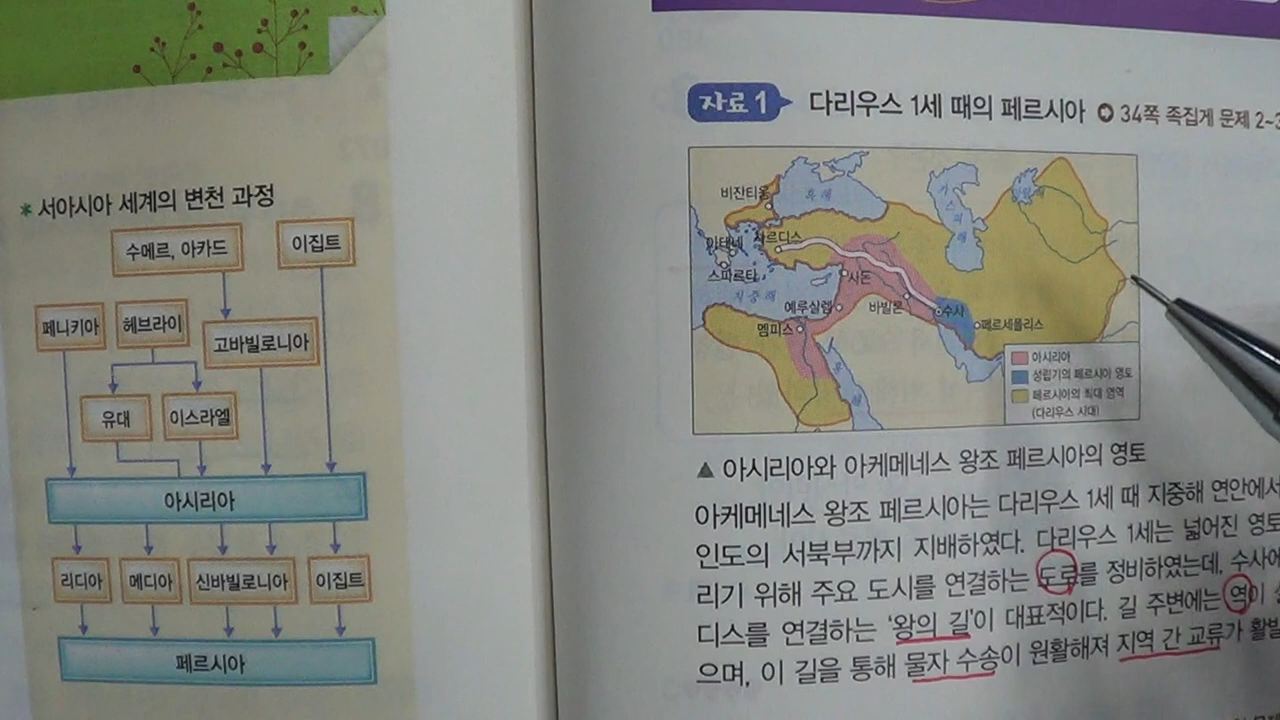 * 서아시아 세계의 변천 과정
수메르, 아카드
이집트
페니키아
헤브라이
고바빌로니아
유대
이스라엘
아시리아
리디아
메디아
신바빌로니아
이집트
페르시아
자료 1
다리우스 1세 때의 페르시아
34쪽 족집게 문제 2~3
비잔티움
흑해
카스피해
아랄해
아테네
사르디스
스파르타
지중해
시돈
예루살렘
바빌론
수사
멤피스
페르세폴리스
홍해
아시리아
성립기의 페르시아 영토
페르시아의 최대 영역
(다리우스 시대)
▲ 아시리아와 아케메네스 왕조 페르시아의 영토
아케메네스 왕조 페르시아는 다리우스 1세 때 지중해 연안에서
인도의 서북부까지 지배하였다. 다리우스 1세는 넓어진 영토
리기 위해 주요 도시를 연결하는 도로를 정비하였는데, 수사에
디스를 연결하는 ‘왕의 길’이 대표적이다. 길 주변에는 역이
으며, 이 길을 통해 물자 수송이 원활해져 지역 간 교류가 활발